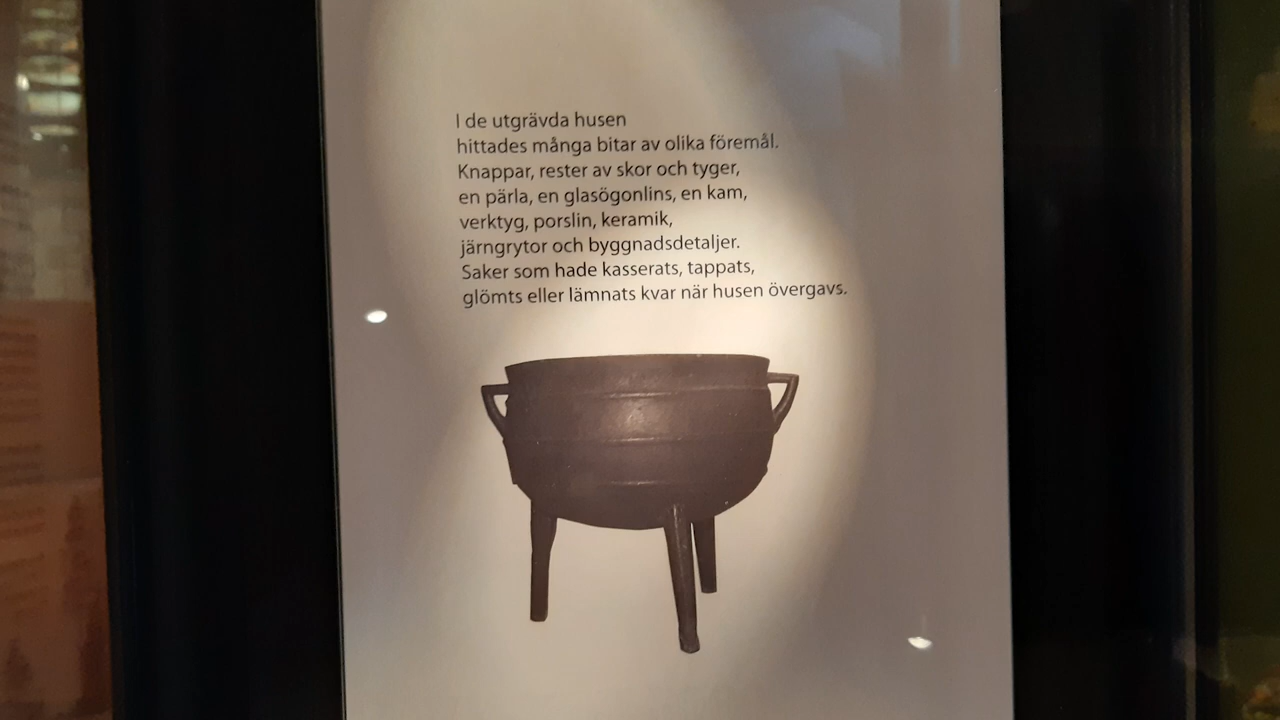 I de utgrävda husen
hittades många bitar av olika föremål.
Knappar, rester av skor och tyger,
en pärla, en glasögonlins, en kam,
verktyg, porslin, keramik,
järngrytor och byggnadsdetaljer.
Saker som hade kasserats, tappats,
glömts eller lämnats kvar när husen övergavs.